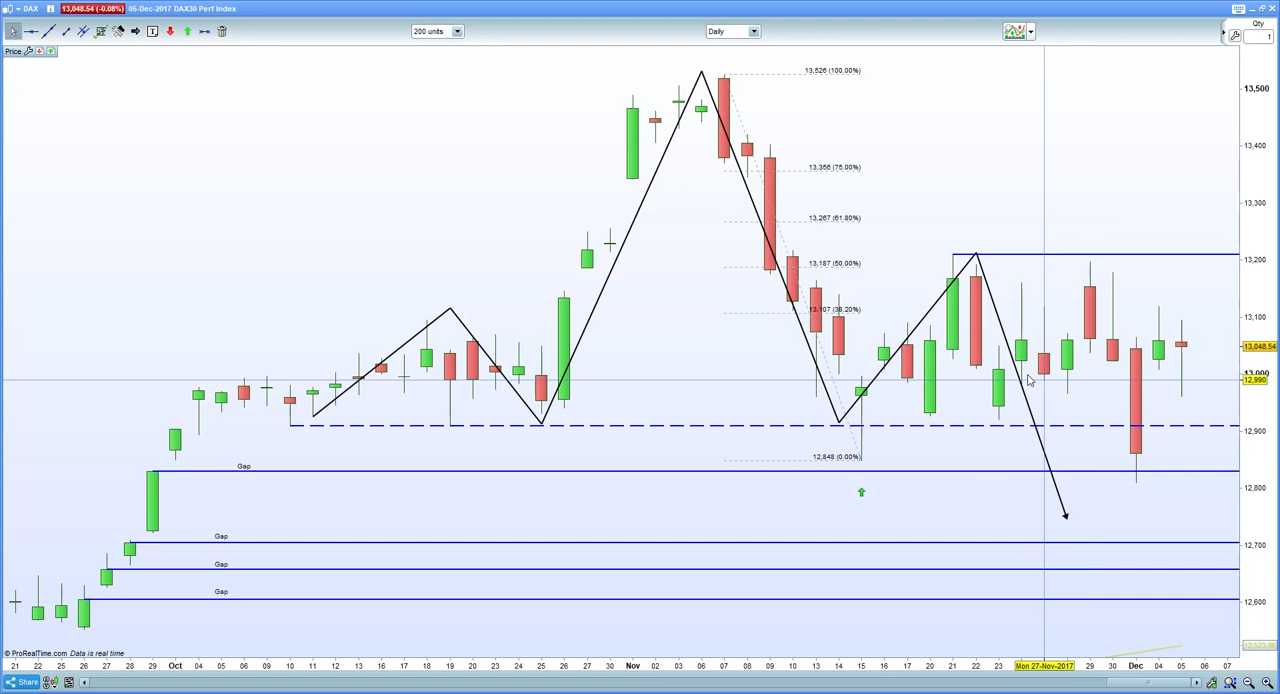 DAX 13,048.54 (-0.08%) 05-Dec-2017 DAX30 Perf Index
Qty
200 units Daily 1
Price
13,526 (100.00%)
13,500
13,400
13,356 (75.00%)
13,300
13,267 (61.80%)
13,187 (50.00%)
13,200
13,107 (38.20%)
13,100
13,048.54
13,000
12,990
12,900
12,848 (0.00%)
Gap
12,800
Gap
12,700
Gap
Gap
12,600
© ProRealTime.com Data is real time
21 22 25 26 27 28 29 Oct 04 05 06 09 10 11 12 13 16 17 18 19 20 23 24 25 26 27 30 Nov 02 03 06 07 08 09 10 13 14 15 16 17 20 21 22 23 Mon 27-Nov-2017 29 30 Dec 04 05 06 07
Share